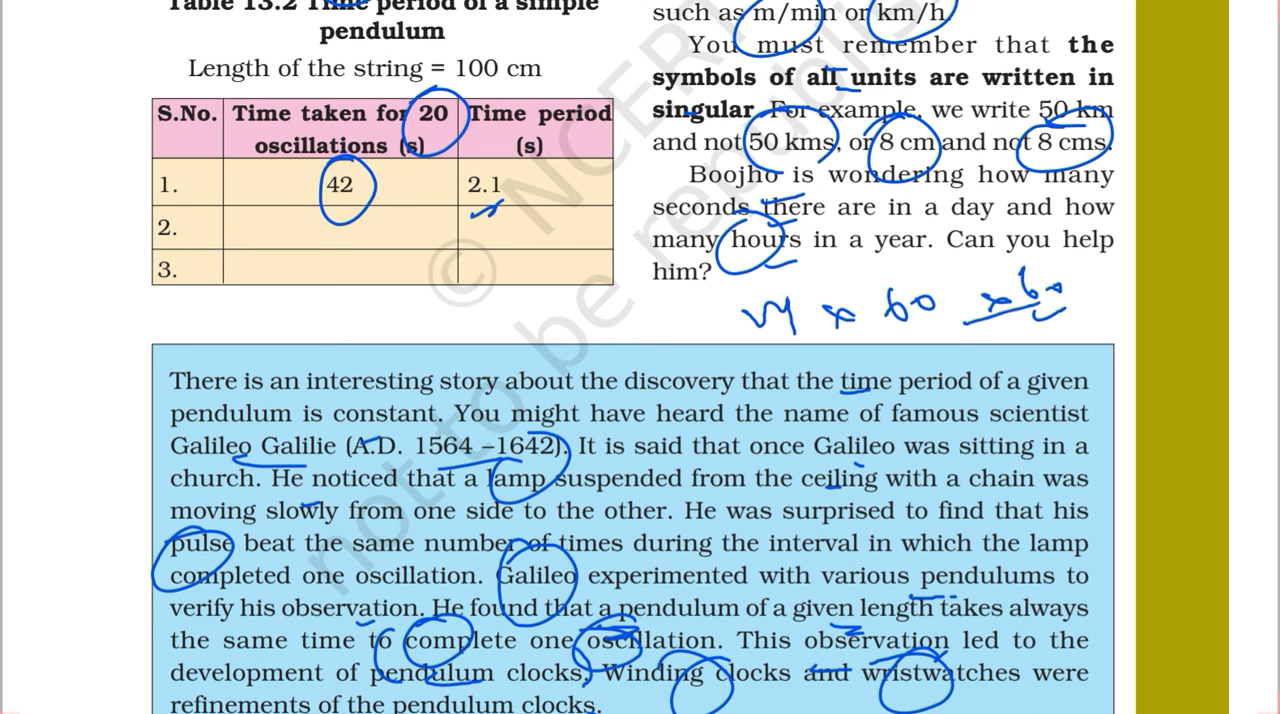 Table 13.2 Time period of a simple
pendulum
Length of the string = 100 cm
S.No. Time taken for 20 oscillations (s) Time period (s)
1. 42 2.1
2.
3.
such as m/min or km/h.
You must remember that the
symbols of all units are written in
singular. For example, we write 50 km
and not 50 kms, or 8 cm and not 8 cms.
Boojho is wondering how many
seconds there are in a day and how
many hours in a year. Can you help
him?
x 60 x 60
There is an interesting story about the discovery that the time period of a given
pendulum is constant. You might have heard the name of famous scientist
Galileo Galilie (A.D. 1564 –1642). It is said that once Galileo was sitting in a
church. He noticed that a lamp suspended from the ceiling with a chain was
moving slowly from one side to the other. He was surprised to find that his
pulse beat the same number of times during the interval in which the lamp
completed one oscillation. Galileo experimented with various pendulums to
verify his observation. He found that a pendulum of a given length takes always
the same time to complete one oscillation. This observation led to the
development of pendulum clocks. Winding clocks and wristwatches were
refinements of the pendulum clocks.
© NCERT
not to be republis